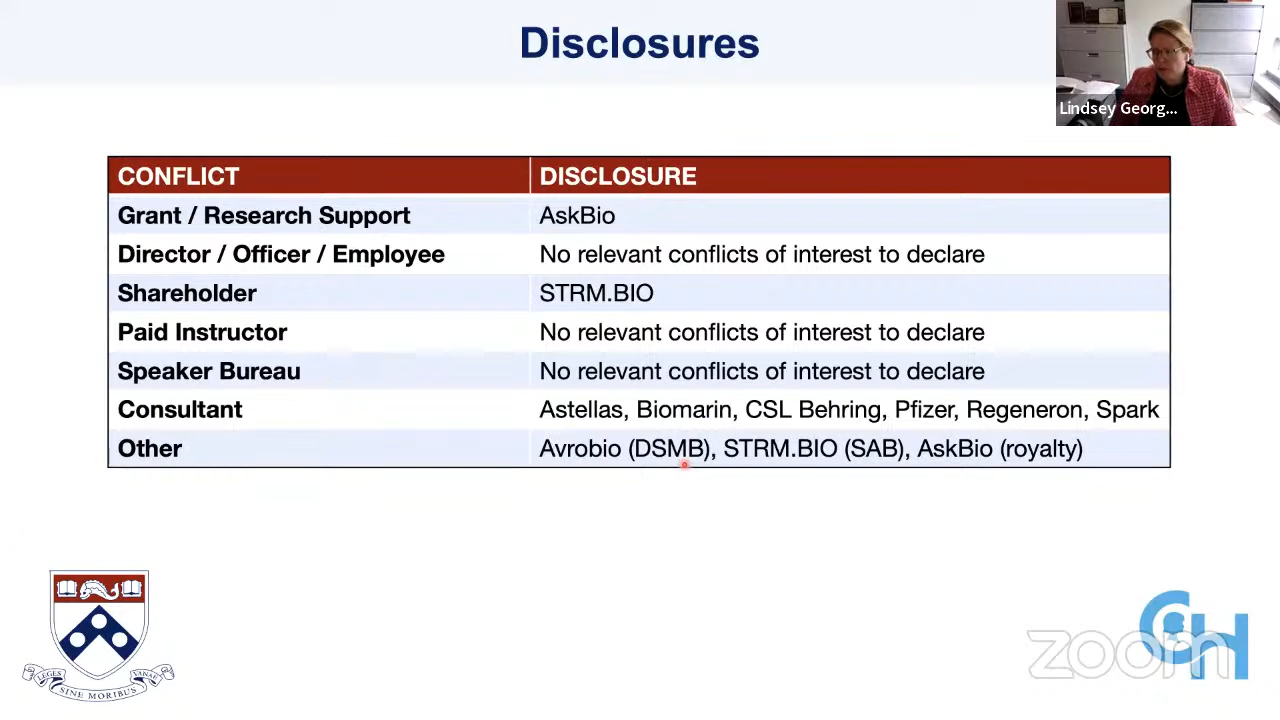 Disclosures
Lindsey Georg...
CONFLICT DISCLOSURE
Grant / Research Support AskBio
Director / Officer / Employee No relevant conflicts of interest to declare
Shareholder STRM.BIO
Paid Instructor No relevant conflicts of interest to declare
Speaker Bureau No relevant conflicts of interest to declare
Consultant Astellas, Biomarin, CSL Behring, Pfizer, Regeneron, Spark
Other Avrobio (DSMB), STRM.BIO (SAB), AskBio (royalty)
LEGES SINE MORIBUS VANAE
CH
zoom